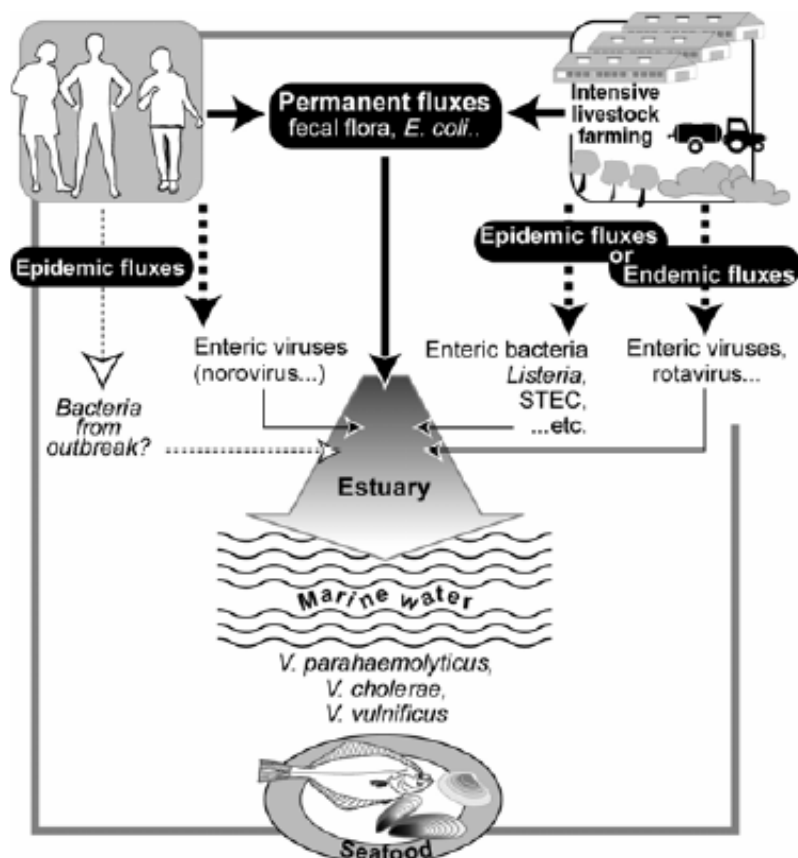 Permanent fluxes
fecal flora, E. coli..
Intensive
livestock
farming
Epidemic fluxes
Epidemic fluxes
or
Endemic fluxes
Enteric viruses
(norovirus...)
Enteric bacteria
Listeria,
STEC,
...etc.
Enteric viruses,
rotavirus...
Bacteria
from
outbreak?
Estuary
Marine water
V. parahaemolyticus,
V. cholerae,
V. vulnificus
Seafood